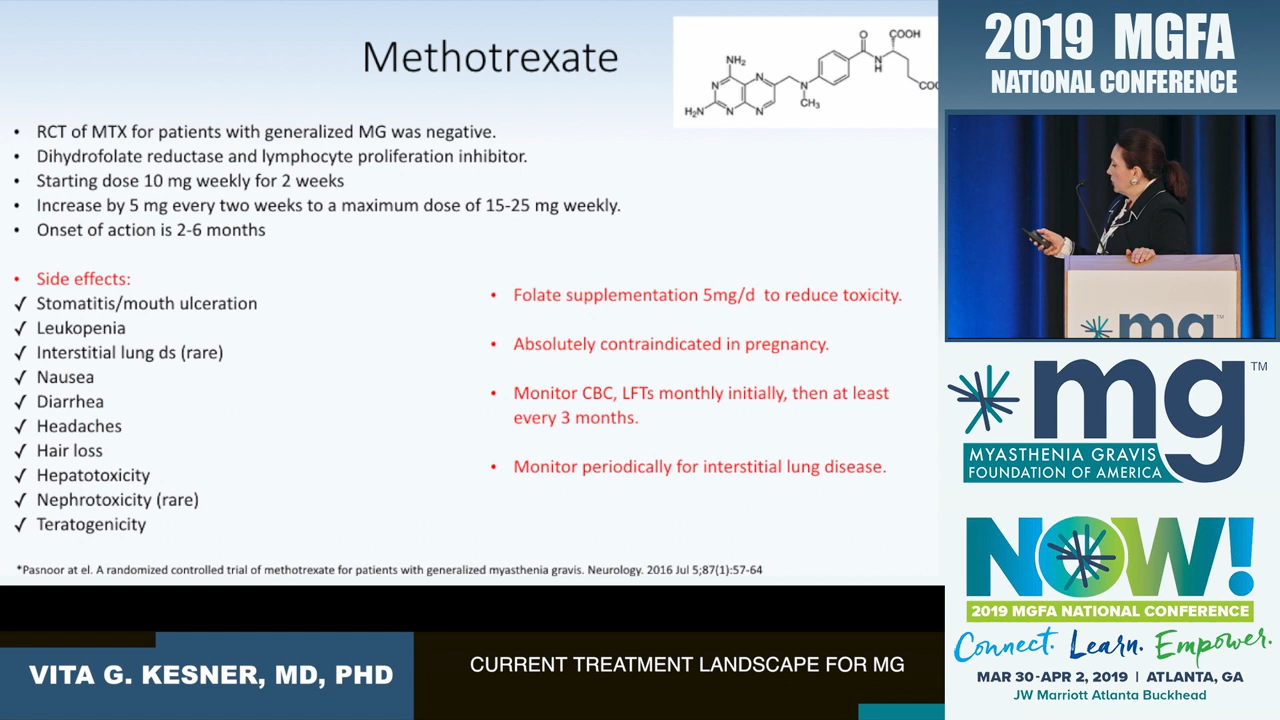 Methotrexate
NH₂
N
N
H₂N
N
N
N
CH₃
O
N
H
COOH
COO
• RCT of MTX for patients with generalized MG was negative.
• Dihydrofolate reductase and lymphocyte proliferation inhibitor.
• Starting dose 10 mg weekly for 2 weeks
• Increase by 5 mg every two weeks to a maximum dose of 15-25 mg weekly.
• Onset of action is 2-6 months
• Side effects:
✓ Stomatitis/mouth ulceration
✓ Leukopenia
✓ Interstitial lung ds (rare)
✓ Nausea
✓ Diarrhea
✓ Headaches
✓ Hair loss
✓ Hepatotoxicity
✓ Nephrotoxicity (rare)
✓ Teratogenicity
• Folate supplementation 5mg/d to reduce toxicity.
• Absolutely contraindicated in pregnancy.
• Monitor CBC, LFTs monthly initially, then at least
every 3 months.
• Monitor periodically for interstitial lung disease.
*Pasnoor at el. A randomized controlled trial of methotrexate for patients with generalized myasthenia gravis. Neurology. 2016 Jul 5;87(1):57-64
VITA G. KESNER, MD, PHD
CURRENT TREATMENT LANDSCAPE FOR MG
2019 MGFA
NATIONAL CONFERENCE
mg™
mg™
MYASTHENIA GRAVIS
FOUNDATION OF AMERICA
NOW!
2019 MGFA NATIONAL CONFERENCE
Connect. Learn. Empower.
MAR 30-APR 2, 2019 | ATLANTA, GA
JW Marriott Atlanta Buckhead